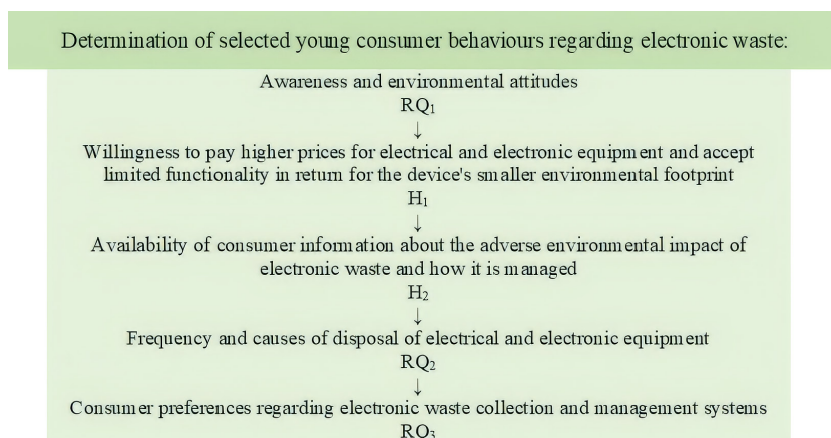 Determination of selected young consumer behaviours regarding electronic waste:
Awareness and environmental attitudes
RQ₁
↓
Willingness to pay higher prices for electrical and electronic equipment and accept
limited functionality in return for the device's smaller environmental footprint
H₁
↓
Availability of consumer information about the adverse environmental impact of
electronic waste and how it is managed
H₂
↓
Frequency and causes of disposal of electrical and electronic equipment
RQ₂
↓
Consumer preferences regarding electronic waste collection and management systems
RQ₃